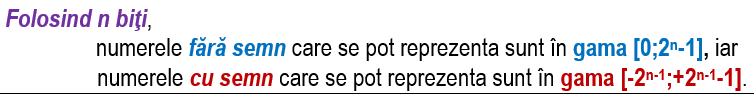 Folosind n biţi,
numerele fără semn care se pot reprezenta sunt în gama [0;2ⁿ-1], iar
numerele cu semn care se pot reprezenta sunt în gama [-2ⁿ⁻¹;+2ⁿ⁻¹-1].